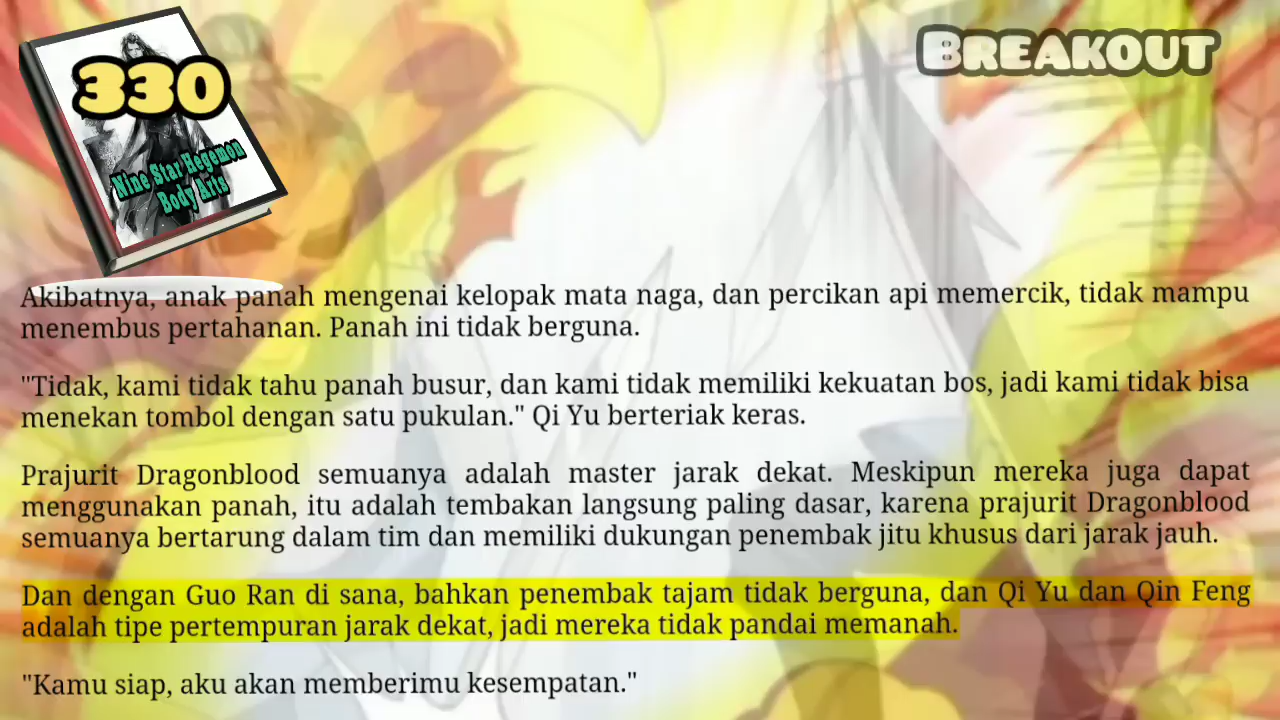 330
Nine Star Hegemon
Body Arts
BREAKOUT
Akibatnya, anak panah mengenai kelopak mata naga, dan percikan api memercik, tidak mampu
menembus pertahanan. Panah ini tidak berguna.
"Tidak, kami tidak tahu panah busur, dan kami tidak memiliki kekuatan bos, jadi kami tidak bisa
menekan tombol dengan satu pukulan." Qi Yu berteriak keras.
Prajurit Dragonblood semuanya adalah master jarak dekat. Meskipun mereka juga dapat
menggunakan panah, itu adalah tembakan langsung paling dasar, karena prajurit Dragonblood
semuanya bertarung dalam tim dan memiliki dukungan penembak jitu khusus dari jarak jauh.
Dan dengan Guo Ran di sana, bahkan penembak tajam tidak berguna, dan Qi Yu dan Qin Feng
adalah tipe pertempuran jarak dekat, jadi mereka tidak pandai memanah.
"Kamu siap, aku akan memberimu kesempatan."